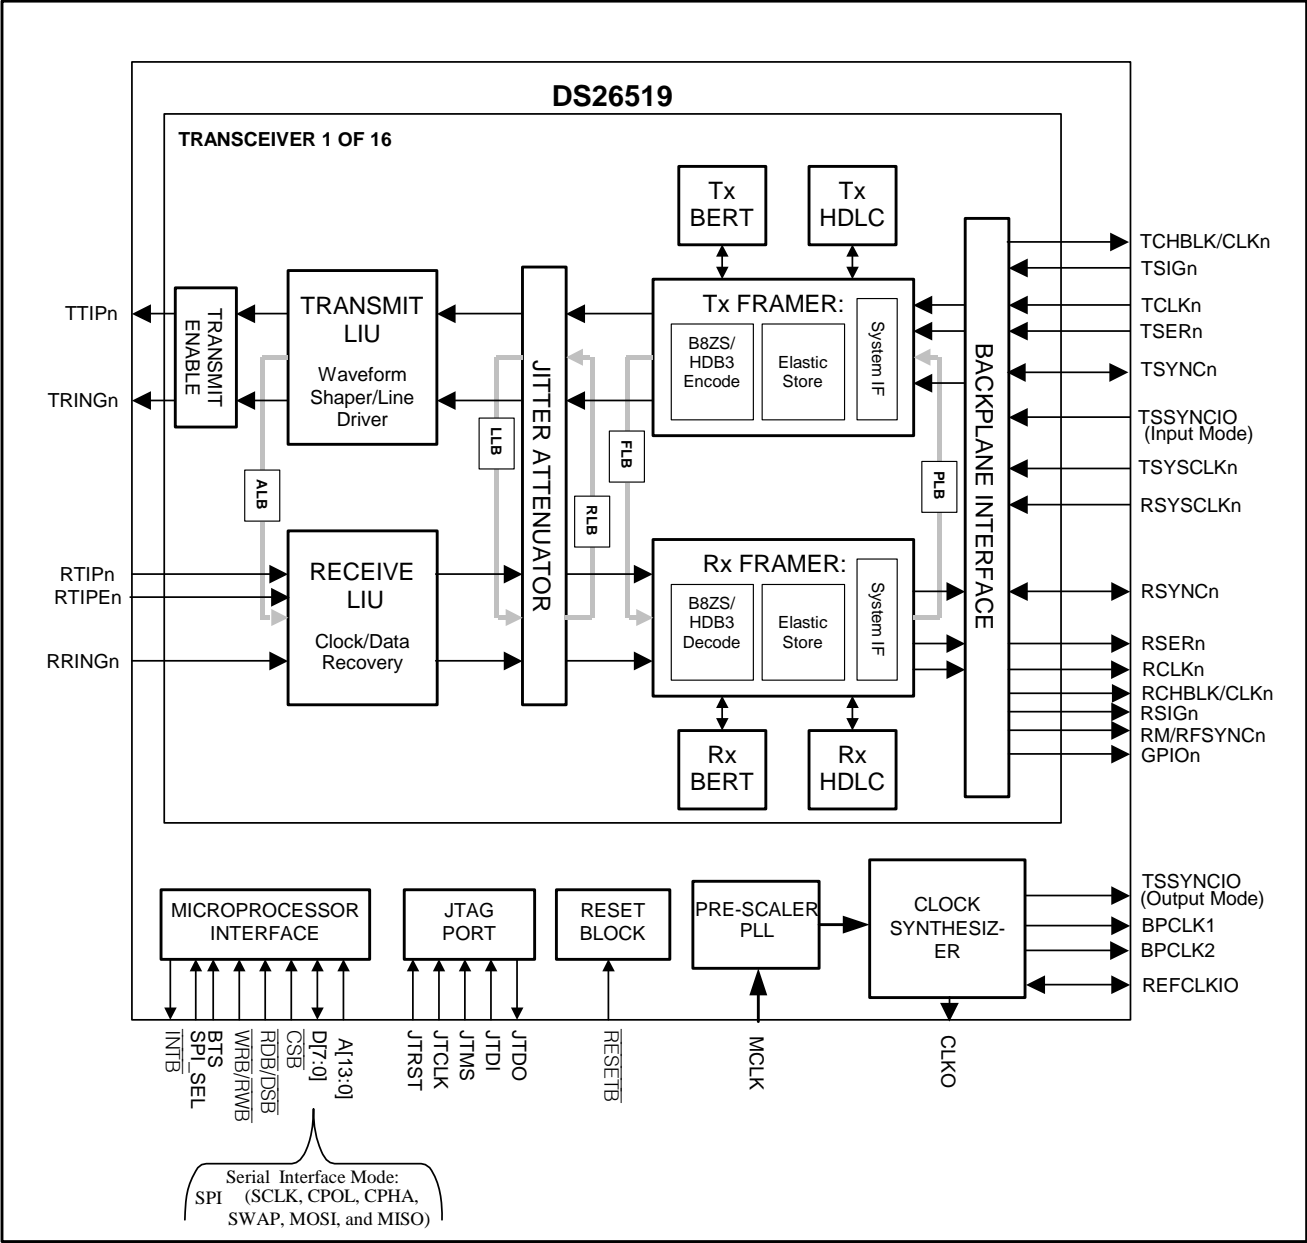 DS26519
TRANSCEIVER 1 OF 16
Tx
BERT
Tx
HDLC
TTIPn
TRINGn
TRANSMIT
ENABLE
TRANSMIT
LIU
Waveform
Shaper/Line
Driver
JITTER ATTENUATOR
Tx FRAMER:
B8ZS/
HDB3
Encode
Elastic
Store
System IF
BACKPLANE INTERFACE
ALB
LLB
RLB
FLB
PLB
RTIPn
RTIPEn
RRINGn
RECEIVE
LIU
Clock/Data
Recovery
Rx FRAMER:
B8ZS/
HDB3
Decode
Elastic
Store
System IF
Rx
BERT
Rx
HDLC
TCHBLK/CLKn
TSIGn
TCLKn
TSERn
TSYNCn
TSSYNCIO
(Input Mode)
TSYSCLKn
RSYSCLKn
RSYNCn
RSERn
RCLKn
RCHBLK/CLKn
RSIGn
RM/RFSYNCn
GPIOn
MICROPROCESSOR
INTERFACE
JTAG
PORT
RESET
BLOCK
PRE-SCALER
PLL
CLOCK
SYNTHESIZ-
ER
TSSYNCIO
(Output Mode)
BPCLK1
BPCLK2
REFCLKIO
INTB
SPI_SEL
BTS
WRB/RWB
RDB/DSB
CSB
D[7:0]
A[13:0]
JTRST
JTCLK
JTMS
JTDI
JTDO
RESETB
MCLK
CLKO
Serial Interface Mode:
SPI (SCLK, CPOL, CPHA,
SWAP, MOSI, and MISO)